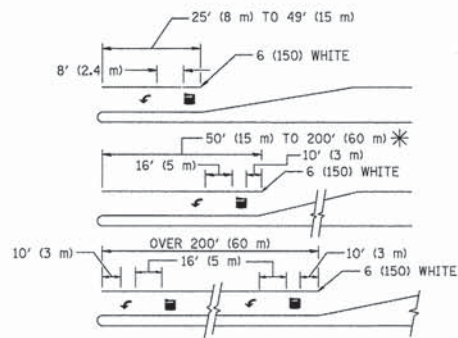 25' (8 m) TO 49' (15 m)
6 (150) WHITE
8' (2.4 m)
50' (15 m) TO 200' (60 m) ✳
16' (5 m) 10' (3 m)
6 (150) WHITE
OVER 200' (60 m)
10' (3 m) 16' (5 m) 10' (3 m)
6 (150) WHITE